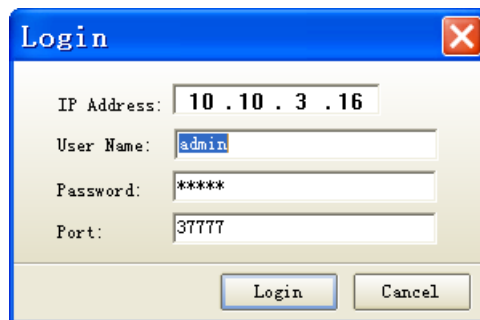 Login
IP Address: 10 .10 . 3 .16
User Name: admin
Password: *****
Port: 37777
Login Cancel